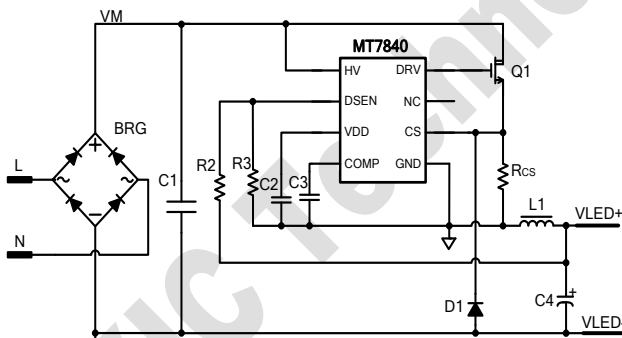 VM
MT7840
HV
DRV
Q1
DSEN
NC
BRG
VDD
CS
L
R2
R3
COMP
GND
RCS
C1
C2
C3
L1
VLED+
N
D1
C4
+
VLED-